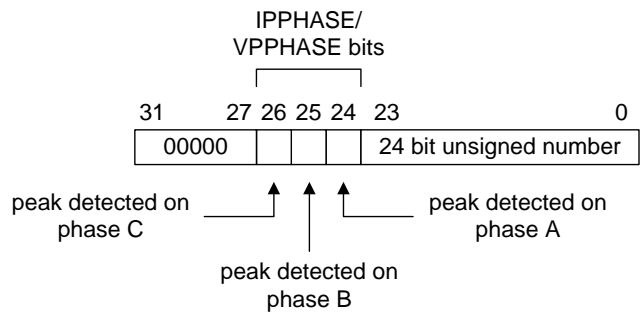 IPPHASE/
VPPHASE bits
31 27 26 25 24 23 0
00000 24 bit unsigned number
peak detected on
phase C
peak detected on
phase A
peak detected on
phase B